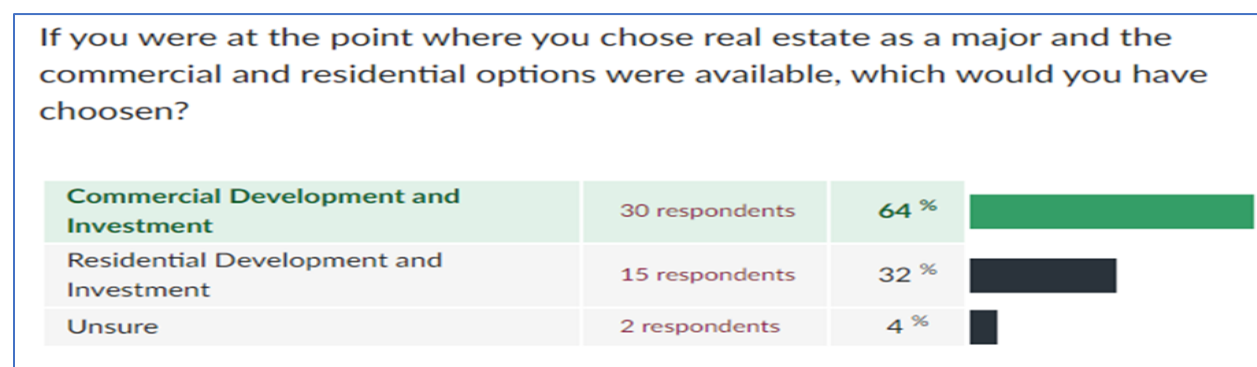 If you were at the point where you chose real estate as a major and the
commercial and residential options were available, which would you have
choosen?
Commercial Development and
Investment
30 respondents
64 %
Residential Development and
Investment
15 respondents
32 %
Unsure
2 respondents
4 %